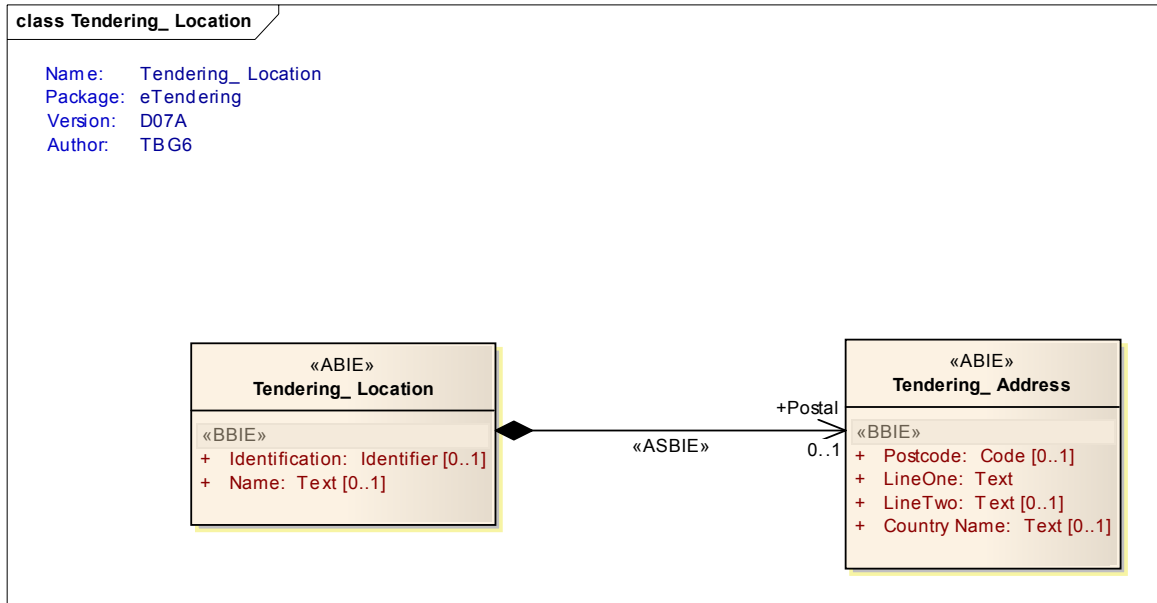 class Tendering_ Location
Name: Tendering_ Location
Package: eTendering
Version: D07A
Author: TBG6
«ABIE»
Tendering_ Location
«BBIE»
+ Identification: Identifier [0..1]
+ Name: Text [0..1]
+Postal
«ASBIE»
0..1
«ABIE»
Tendering_ Address
«BBIE»
+ Postcode: Code [0..1]
+ LineOne: Text
+ LineTwo: Text [0..1]
+ Country Name: Text [0..1]